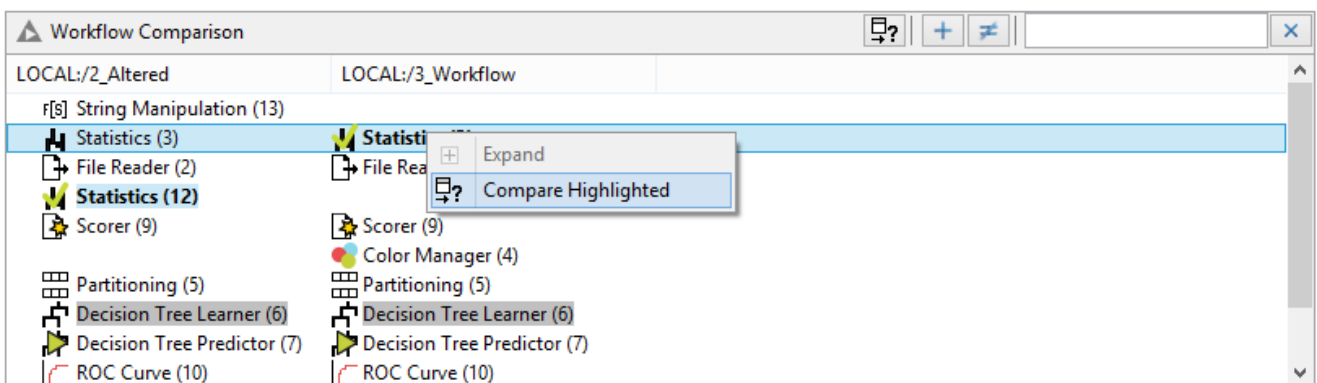 Workflow Comparison
LOCAL:/2_Altered LOCAL:/3_Workflow
F[S] String Manipulation (13)
Statistics (3)
Expand
File Reader (2)
Compare Highlighted
Statistics (12)
Scorer (9) Scorer (9)
Color Manager (4)
Partitioning (5) Partitioning (5)
Decision Tree Learner (6) Decision Tree Learner (6)
Decision Tree Predictor (7) Decision Tree Predictor (7)
ROC Curve (10) ROC Curve (10)